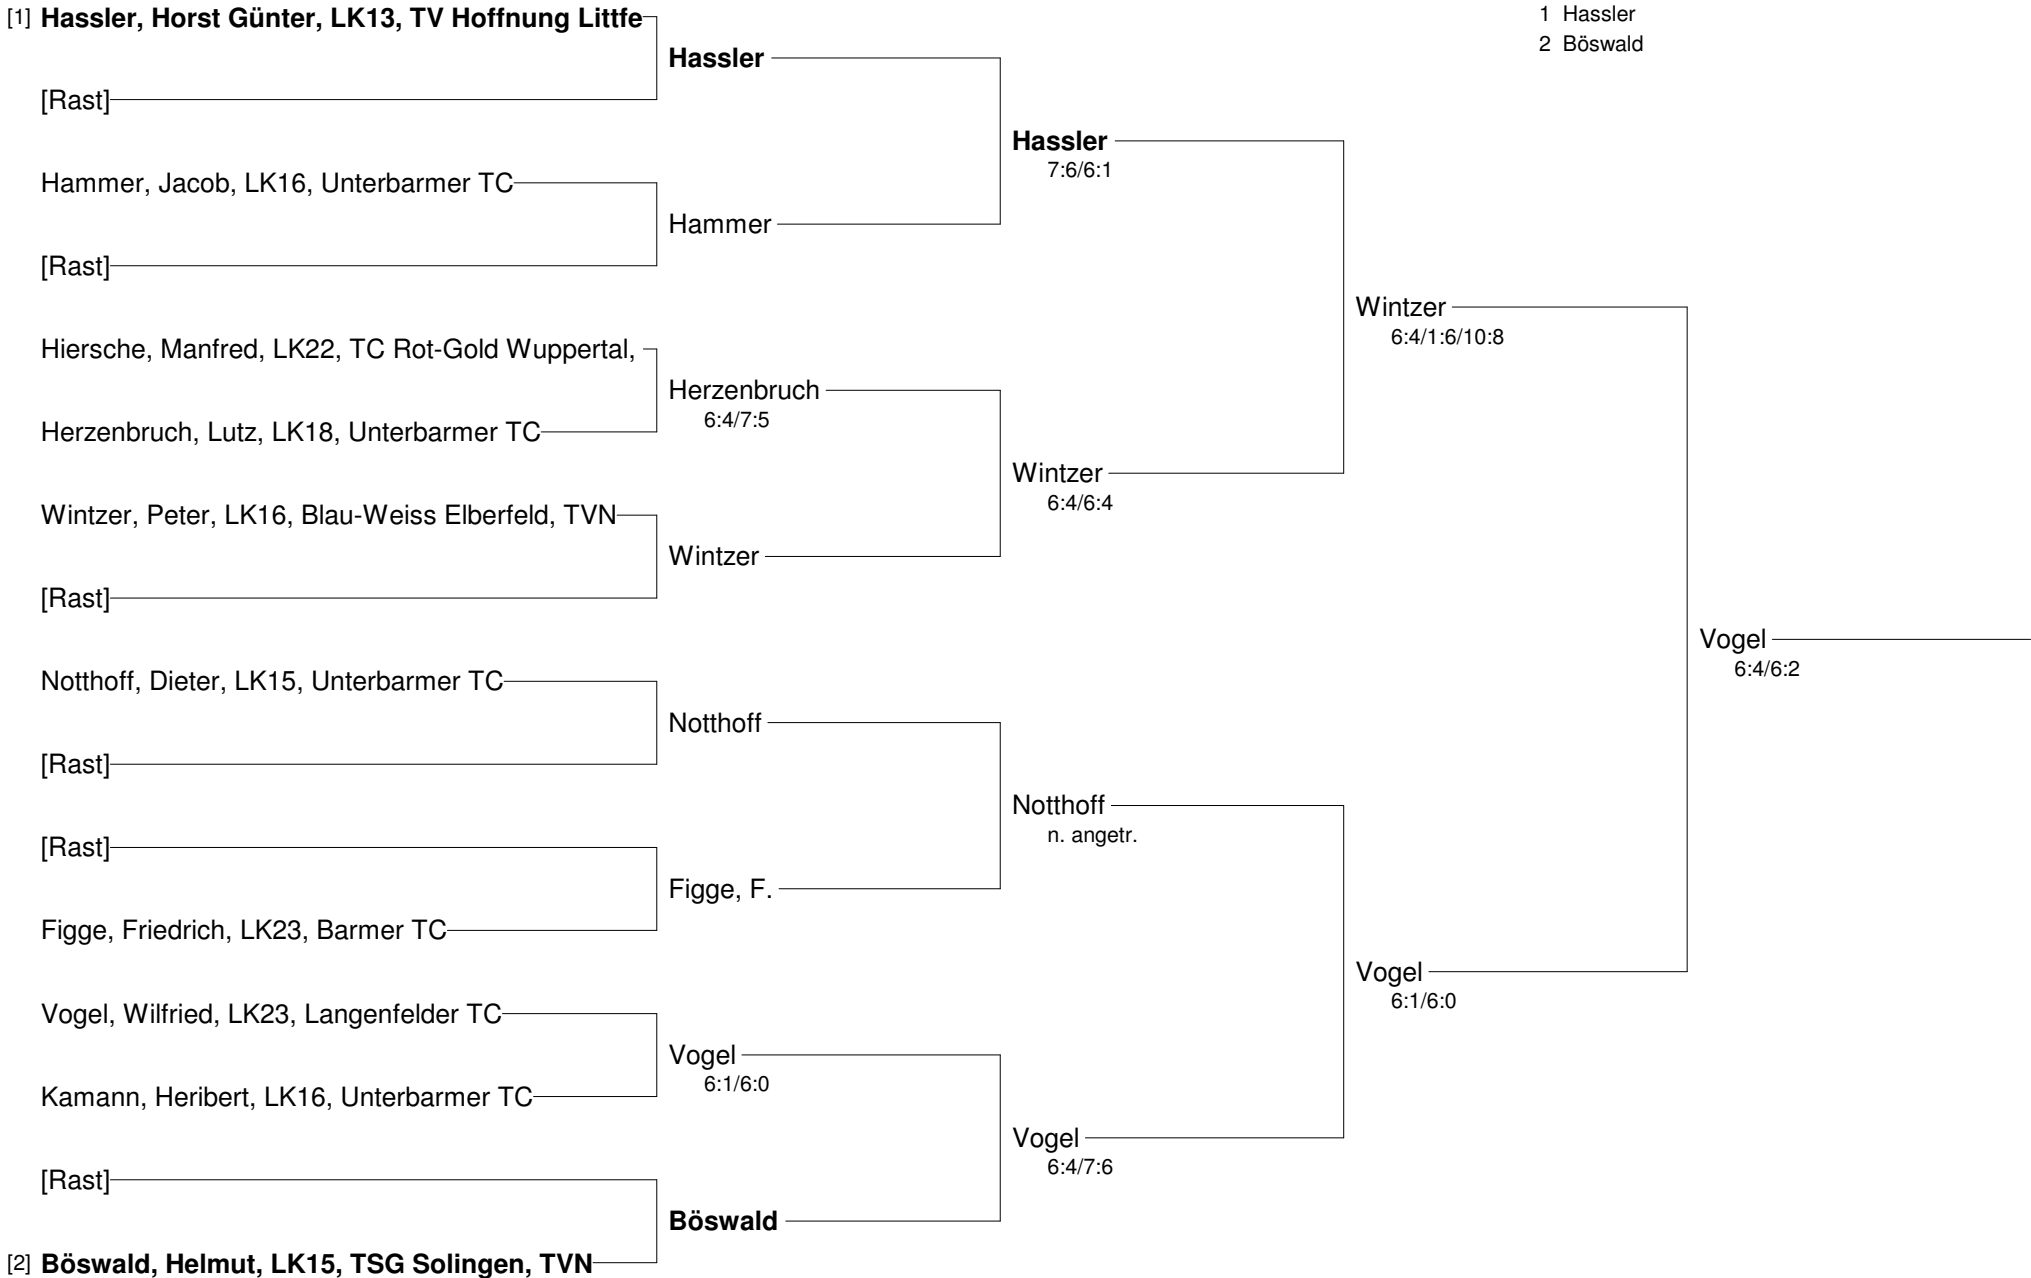 [1] Hassler, Horst Günter, LK13, TV Hoffnung Littfe
[Rast]
Hammer, Jacob, LK16, Unterbarmer TC
[Rast]
Hiersche, Manfred, LK22, TC Rot-Gold Wuppertal,
Herzenbruch, Lutz, LK18, Unterbarmer TC
Wintzer, Peter, LK16, Blau-Weiss Elberfeld, TVN
[Rast]
Notthoff, Dieter, LK15, Unterbarmer TC
[Rast]
[Rast]
Figge, Friedrich, LK23, Barmer TC
Vogel, Wilfried, LK23, Langenfelder TC
Kamann, Heribert, LK16, Unterbarmer TC
[Rast]
[2] Böswald, Helmut, LK15, TSG Solingen, TVN
Hassler
Hammer
Herzenbruch
6:4/7:5
Wintzer
Notthoff
Figge, F.
Vogel
6:1/6:0
Böswald
Hassler
7:6/6:1
Wintzer
6:4/6:4
Notthoff
n. angetr.
Vogel
6:4/7:6
Wintzer
6:4/1:6/10:8
Vogel
6:1/6:0
Vogel
6:4/6:2
1 Hassler
2 Böswald